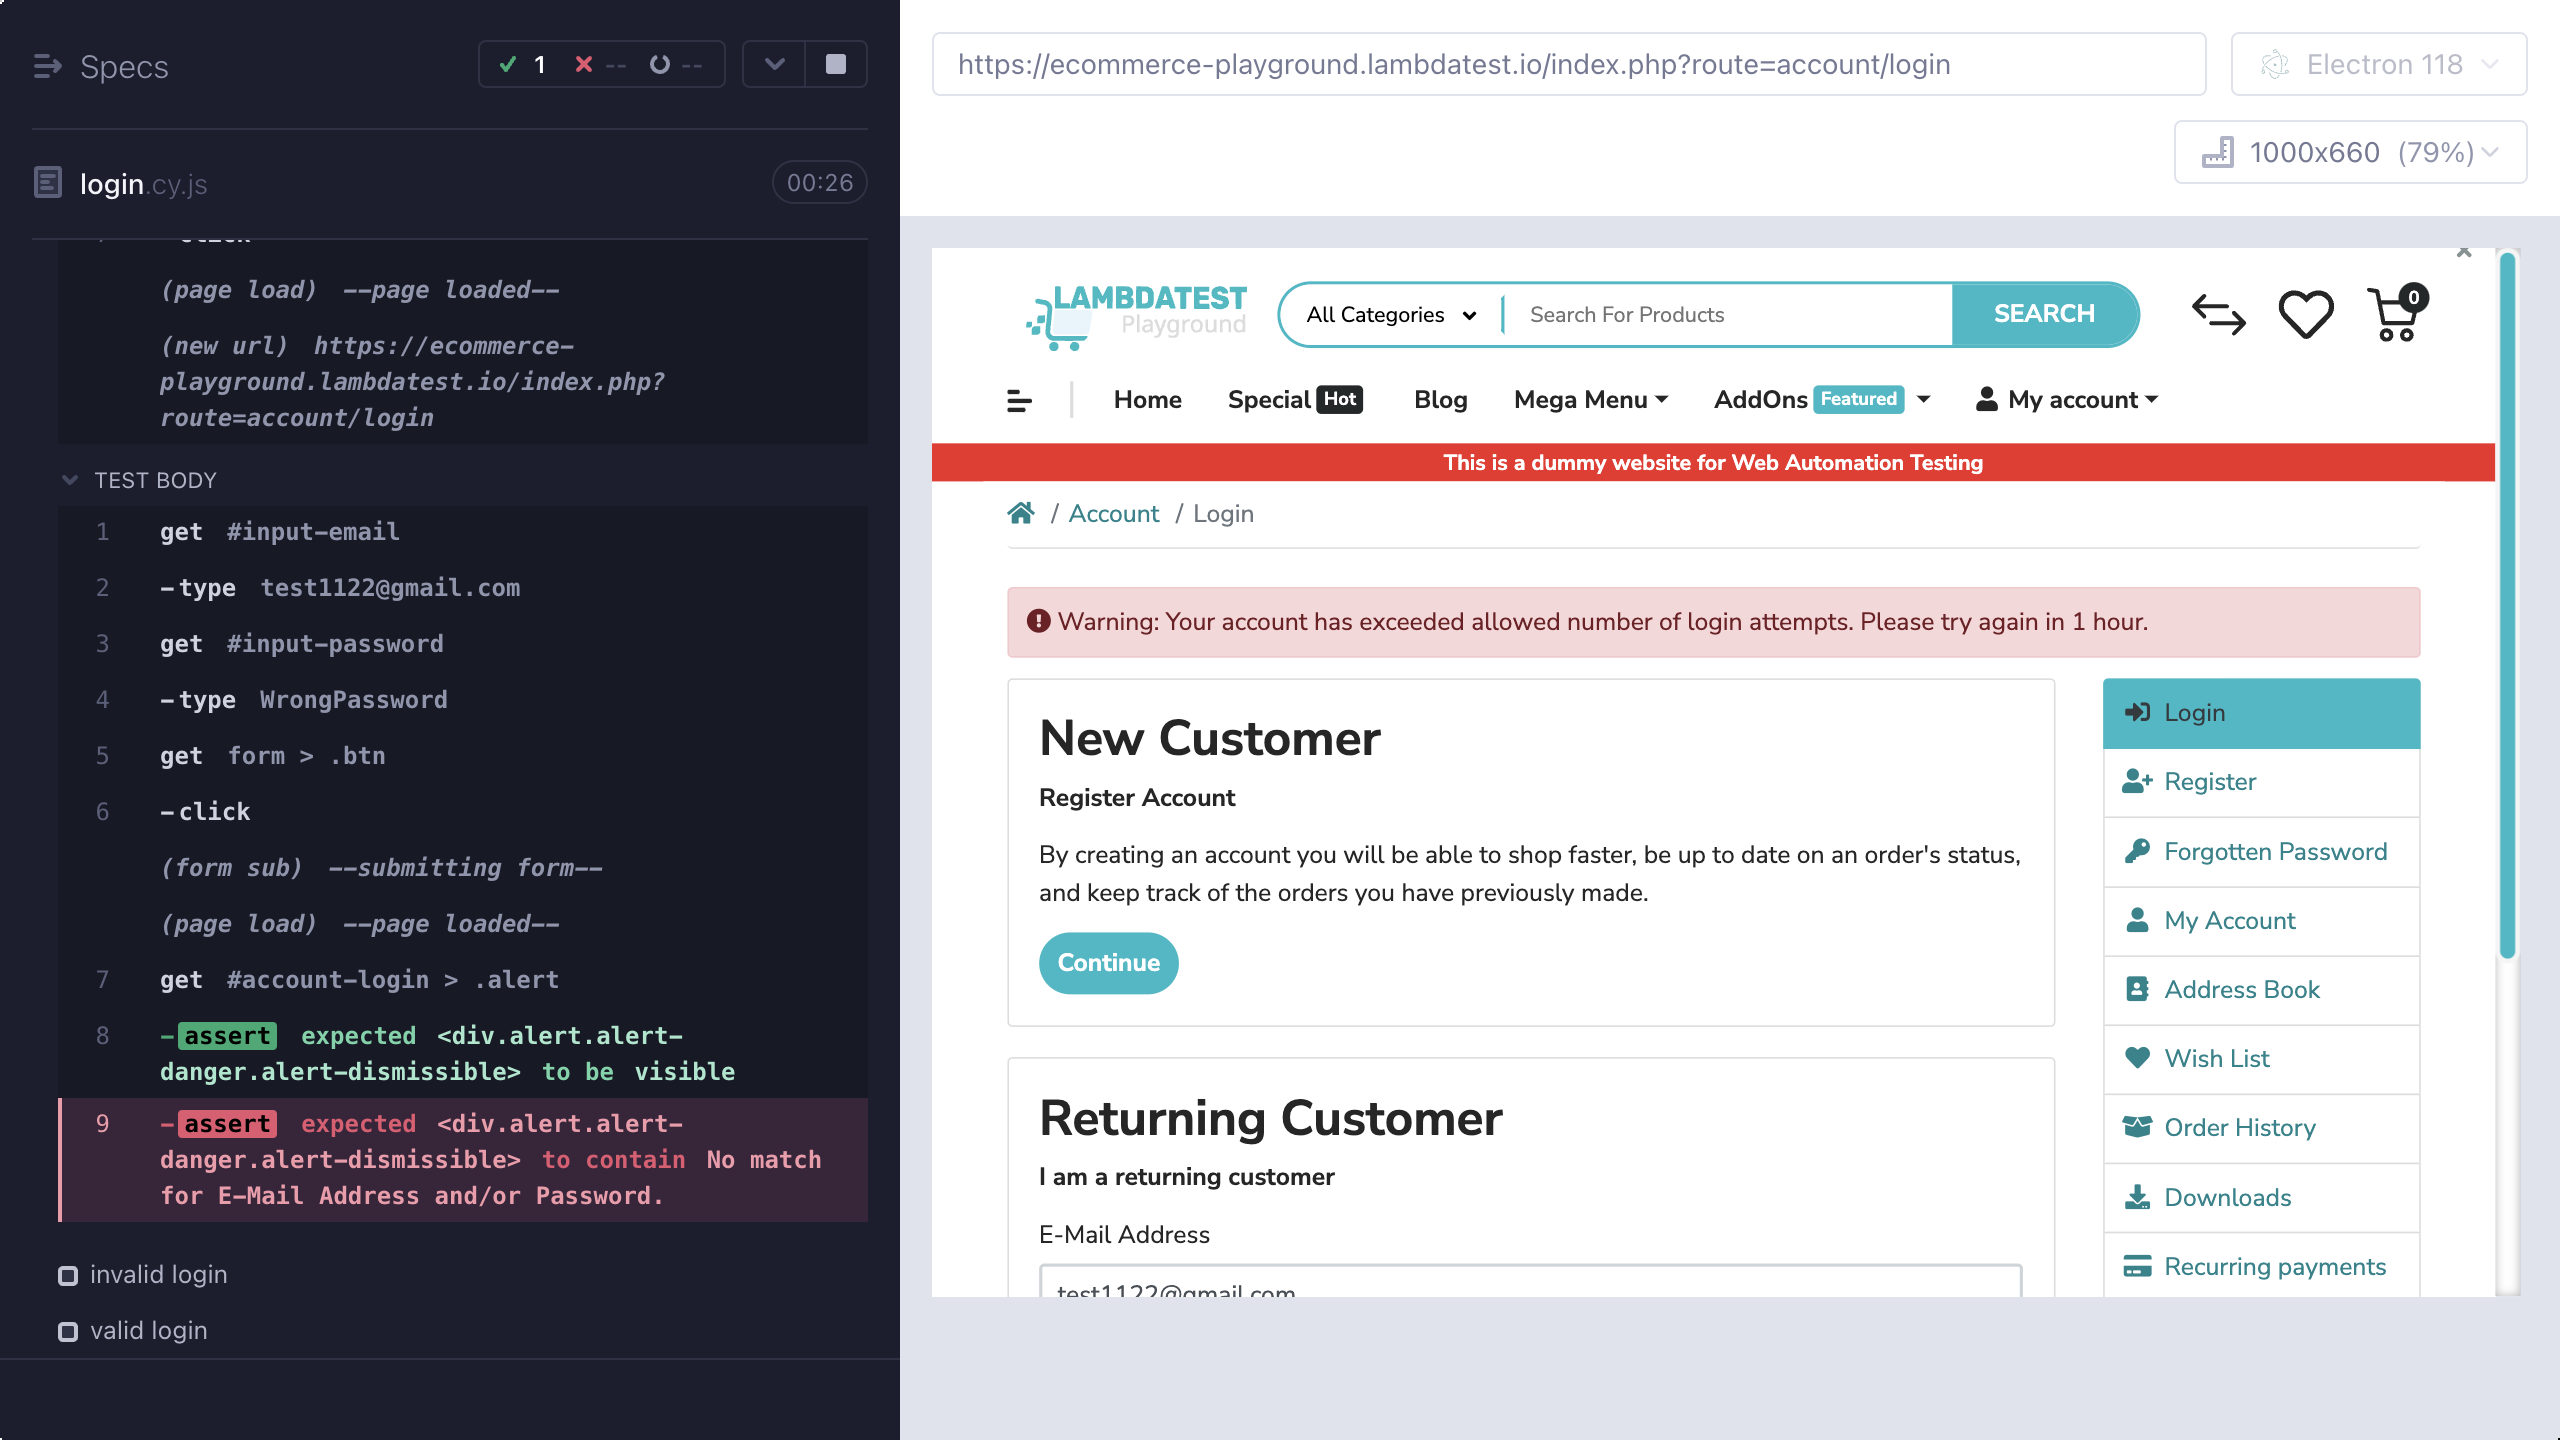 Specs
1
--
--
login.cy.js
00:26
-click
(page load) --page loaded--
(new url) https://ecommerce-
playground.lambdatest.io/index.php?
route=account/login
TEST BODY
1 get #input-email
2 -type test1122@gmail.com
3 get #input-password
4 -type WrongPassword
5 get form > .btn
6 -click
(form sub) --submitting form--
(page load) --page loaded--
7 get #account-login > .alert
8 -assert expected <div.alert.alert-
danger.alert-dismissible> to be visible
9 -assert expected <div.alert.alert-
danger.alert-dismissible> to contain No match
for E-Mail Address and/or Password.
invalid login
valid login
https://ecommerce-playground.lambdatest.io/index.php?route=account/login
Electron 118
1000x660 (79%)
LAMBDATEST
Playground
All Categories
Search For Products
SEARCH
0
Home
Special Hot
Blog
Mega Menu
AddOns Featured
My account
This is a dummy website for Web Automation Testing
/ Account / Login
Warning: Your account has exceeded allowed number of login attempts. Please try again in 1 hour.
New Customer
Register Account
By creating an account you will be able to shop faster, be up to date on an order's status,
and keep track of the orders you have previously made.
Continue
Returning Customer
I am a returning customer
E-Mail Address
test1122@gmail.com
Login
Register
Forgotten Password
My Account
Address Book
Wish List
Order History
Downloads
Recurring payments